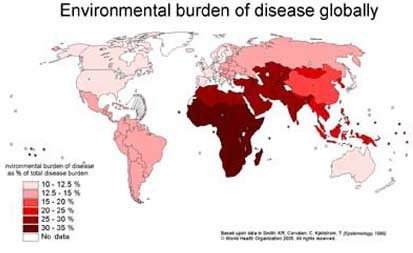 Environmental burden of disease globally
nvironmental burden of disease
as % of total disease burden
10 - 12.5 %
12.5 - 15 %
15 - 20 %
20 - 25 %
25 - 30 %
30 - 35 %
No data
Based upon data in Smith, KR, Corvalan, C, Kjellstrom, T (Epidemiology, 1999)
© World Health Organization 2005. All rights reserved.